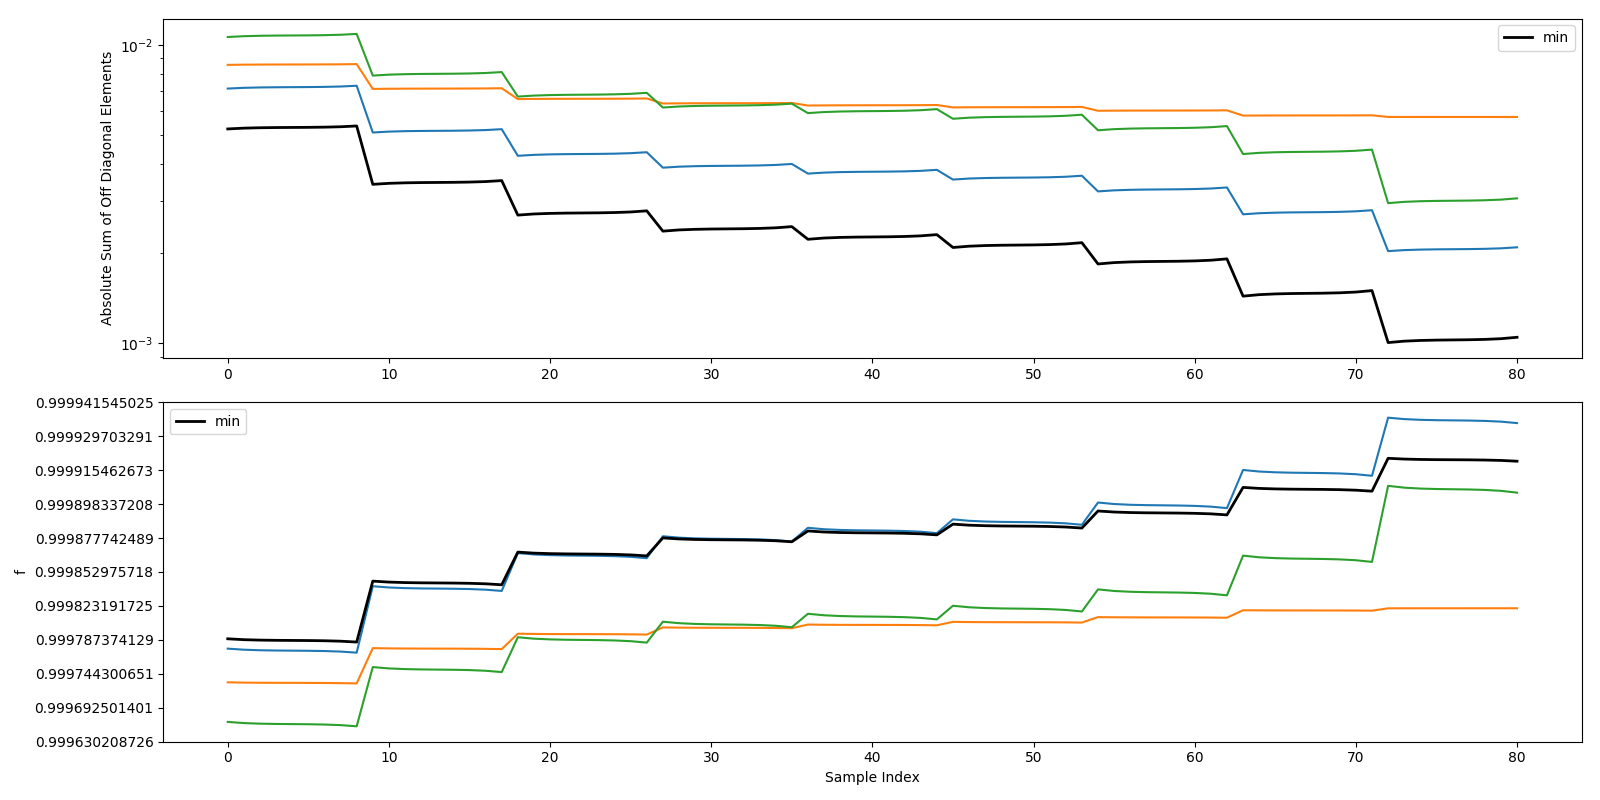 Absolute Sum of Off Diagonal Elements
10^{-2}
10^{-3}
min
0 10 20 30 40 50 60 70 80
f
0.999941545025
0.999929703291
0.999915462673
0.999898337208
0.999877742489
0.999852975718
0.999823191725
0.999787374129
0.999744300651
0.999692501401
0.999630208726
min
0 10 20 30 40 50 60 70 80
Sample Index